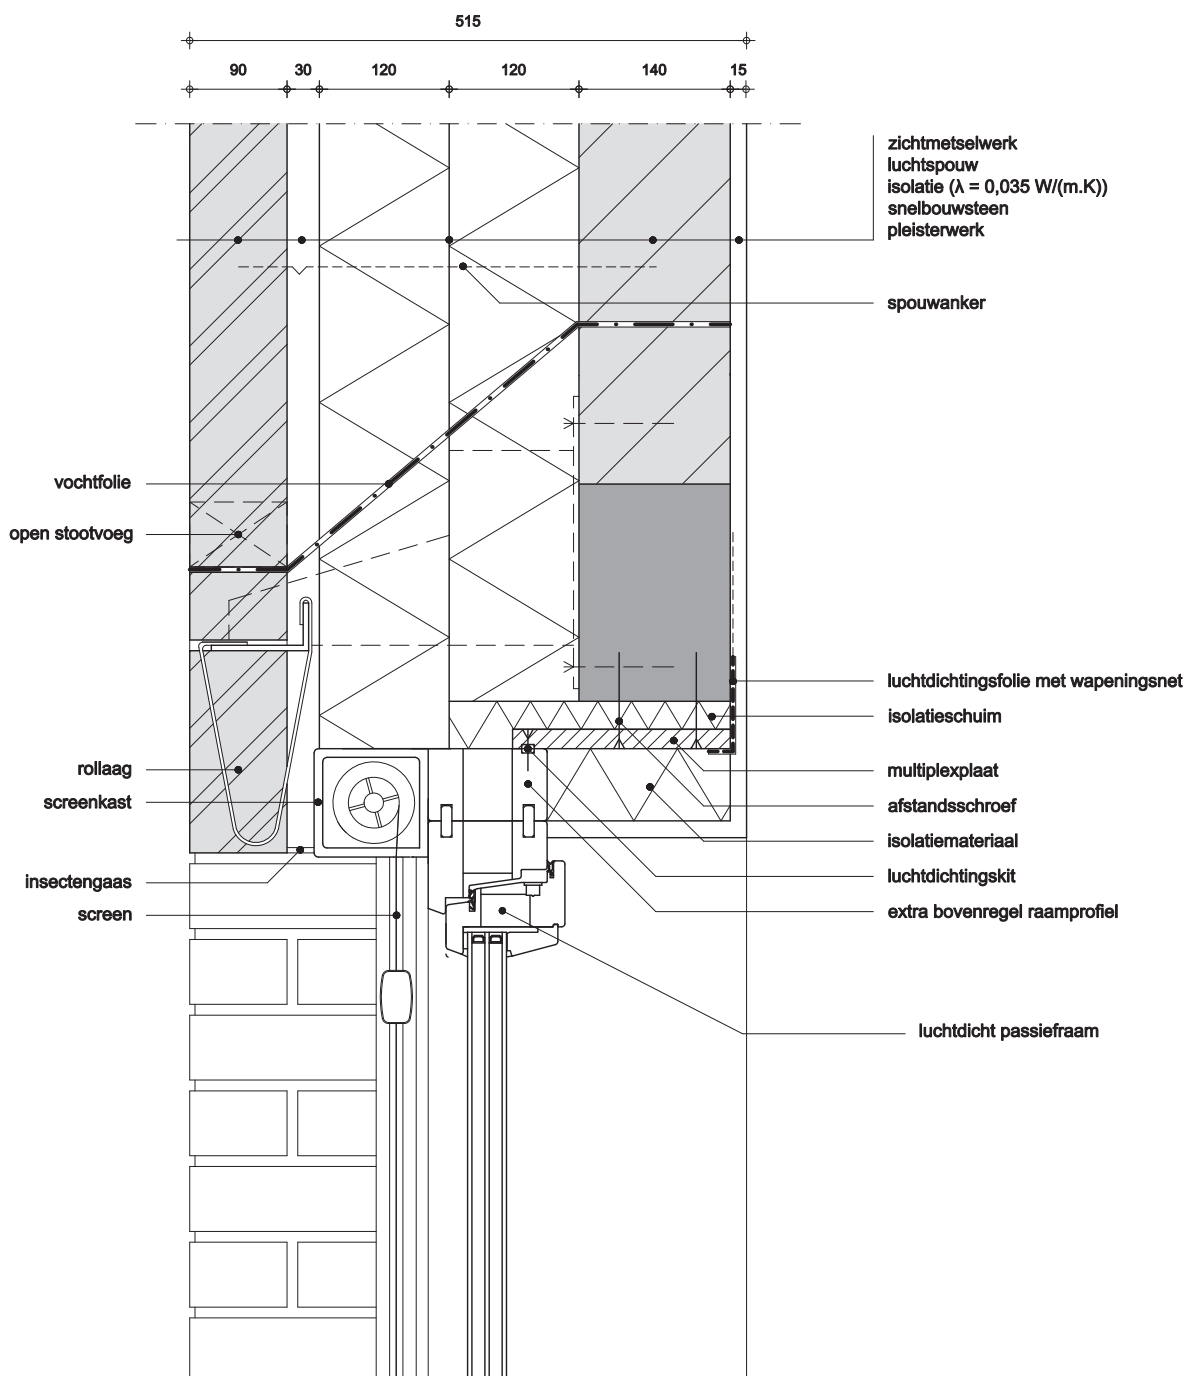 515
90 30 120 120 140 15
zichtmetselwerk
luchtspouw
isolatie (λ = 0,035 W/(m.K))
snelbouwsteen
pleisterwerk
spouwanker
vochtfolie
open stootvoeg
luchtdichtingsfolie met wapeningsnet
isolatieschuim
rollaag
multiplexplaat
screenkast
afstandsschroef
isolatiemateriaal
luchtdichtingskit
insectengaas
screen
extra bovenregel raamprofiel
luchtdicht passiefraam